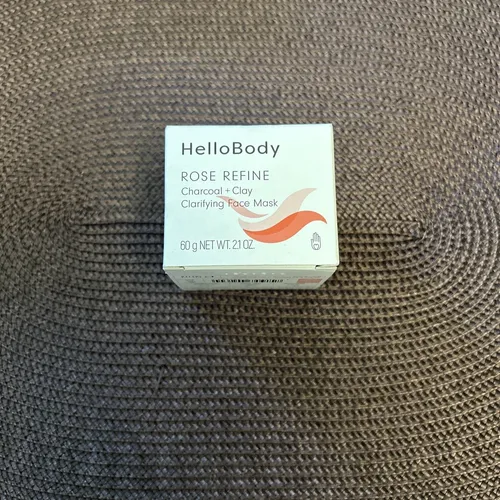 HelloBody
ROSE REFINE
Charcoal + Clay
Clarifying Face Mask
60 g NET WT. 2.1 OZ.